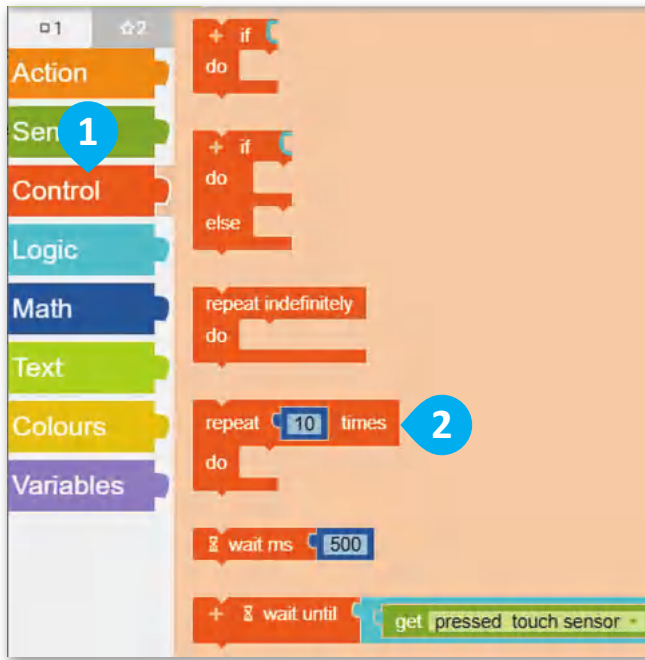 1
2
Action
Sen
1
Control
Logic
Math
Text
Colours
Variables
+ if
do
+ if
do
else
repeat indefinitely
do
repeat 10 times
2
do
wait ms 500
+ wait until get pressed touch sensor